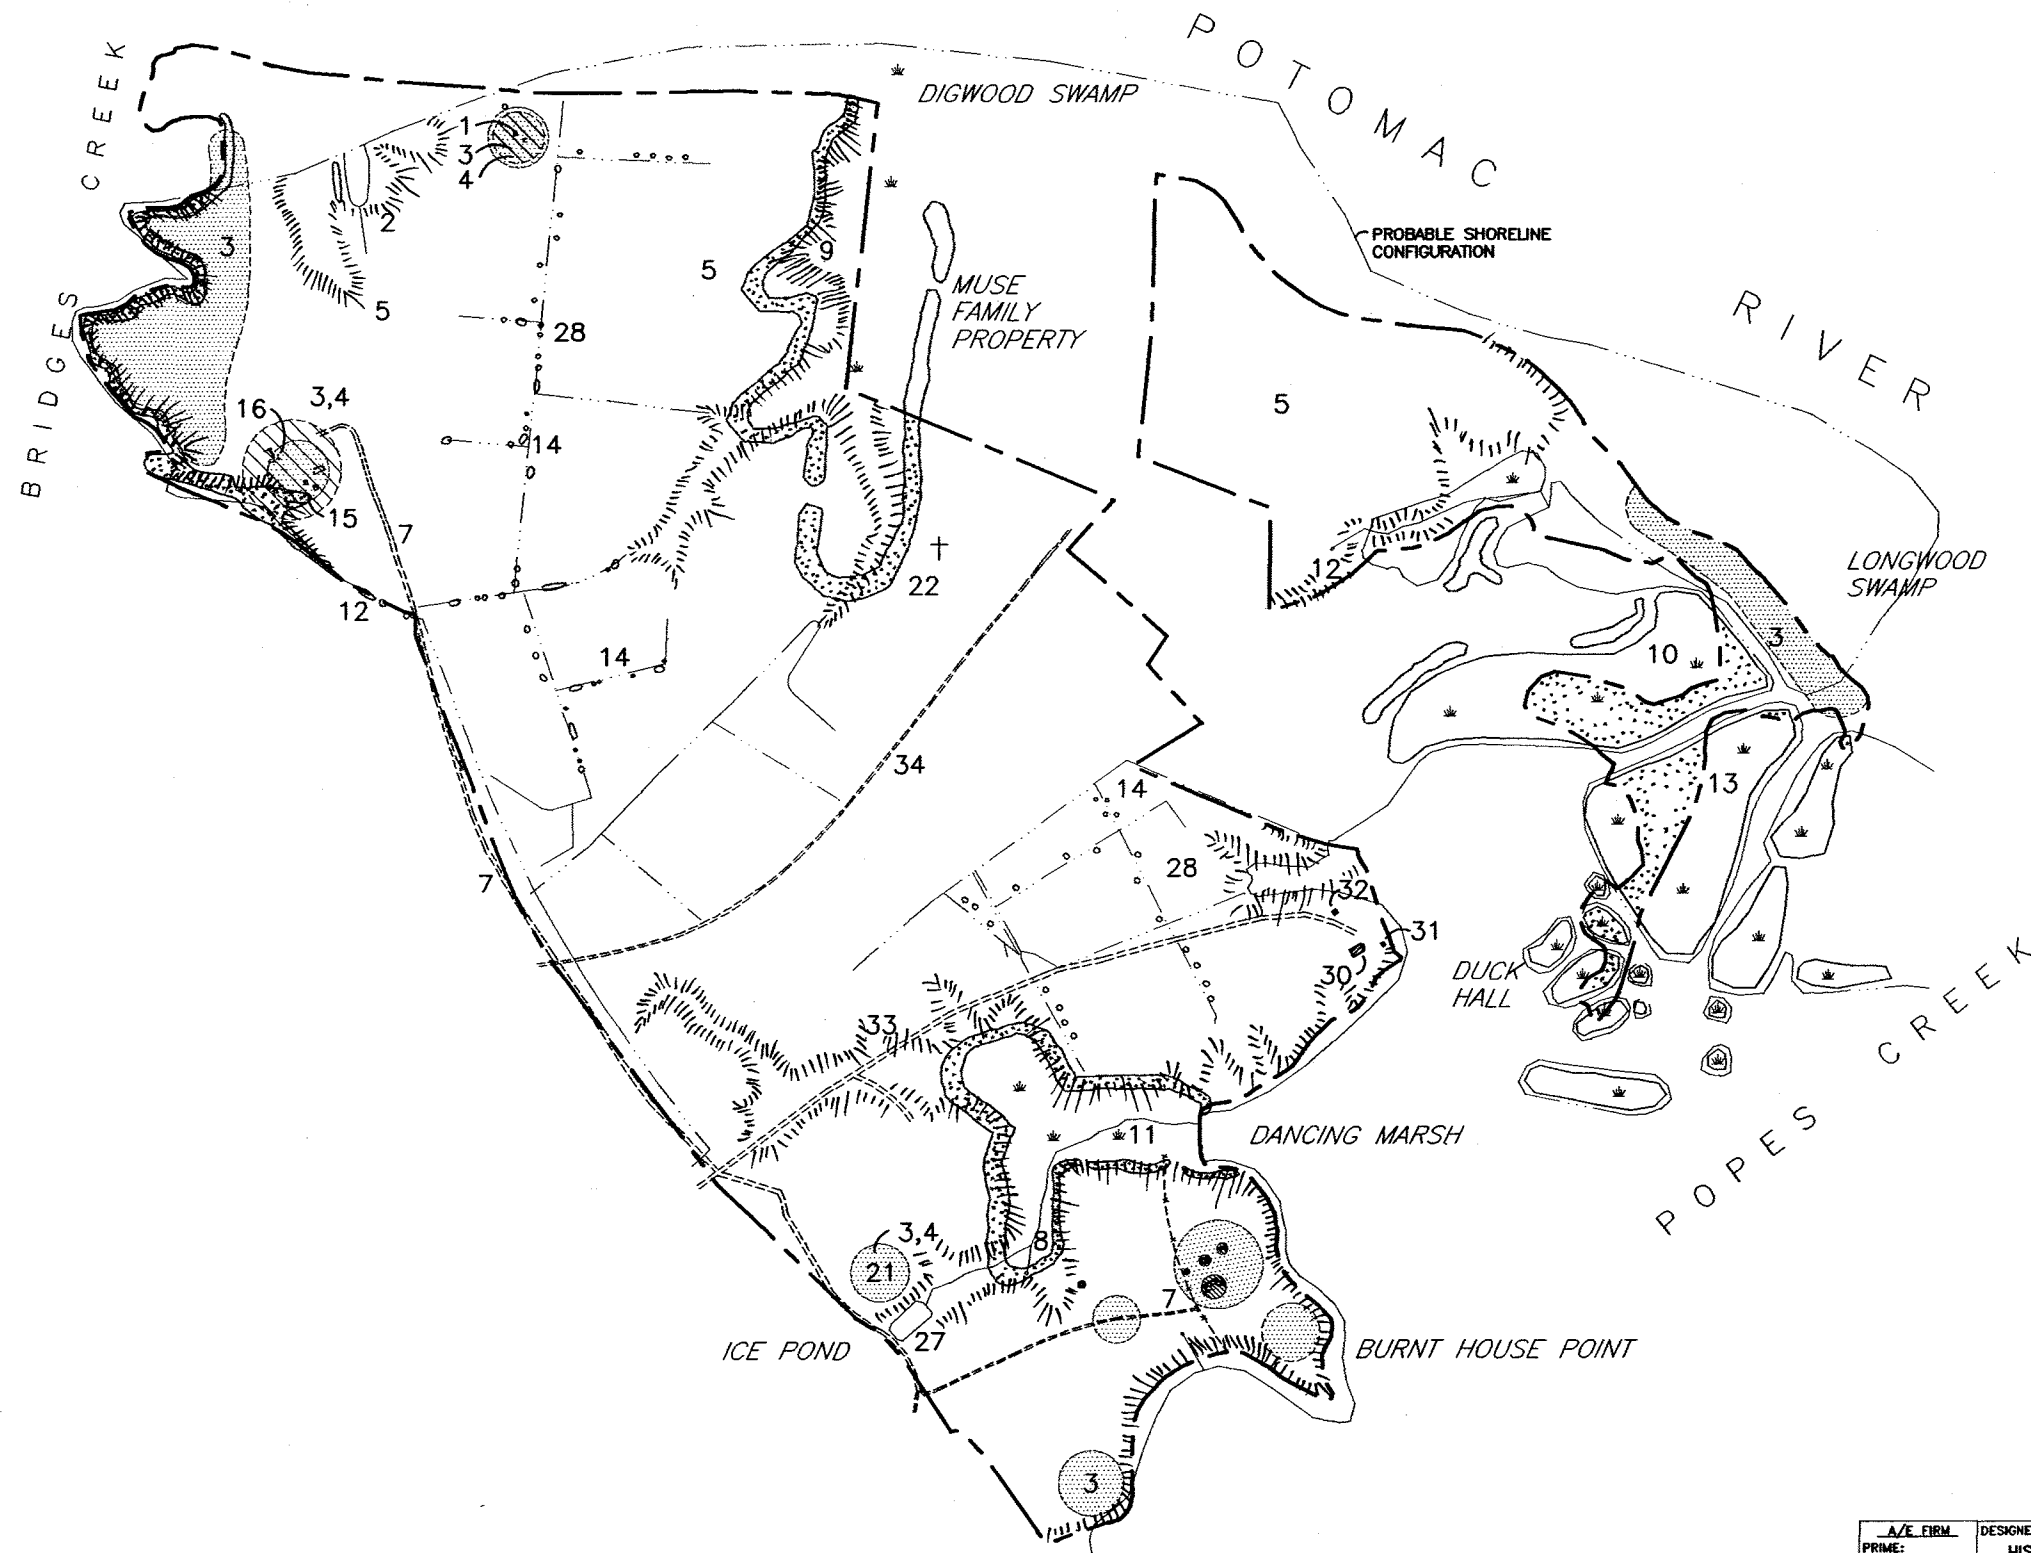 POTOMAC
RIVER
BRIDGES CREEK
DIGWOOD SWAMP
1
3
4
2
3
9
5
5
PROBABLE SHORELINE
CONFIGURATION
MUSE
FAMILY
PROPERTY
28
5
3,4
16
14
15
7
12
22
12
LONGWOOD
SWAMP
3
10
14
34
13
14
28
7
32
31
30
DUCK
HALL
33
POPES CREEK
11
DANCING MARSH
3,4
8
21
7
27
ICE POND
BURNT HOUSE POINT
3
A/E FIRM
PRIME: